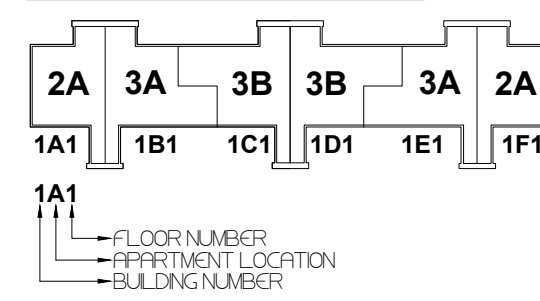 2A 3A 3B 3B 3A 2A
1A1 1B1 1C1 1D1 1E1 1F1
1A1
FLOOR NUMBER
APARTMENT LOCATION
BUILDING NUMBER